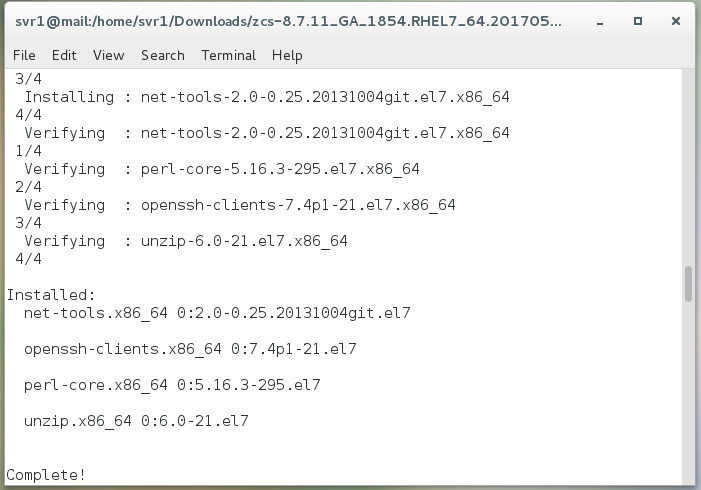 svr1@mail:/home/svr1/Downloads/zcs-8.7.11_GA_1854.RHEL7_64.201705...
File Edit View Search Terminal Help
3/4
Installing : net-tools-2.0-0.25.20131004git.el7.x86_64
4/4
Verifying : net-tools-2.0-0.25.20131004git.el7.x86_64
1/4
Verifying : perl-core-5.16.3-295.el7.x86_64
2/4
Verifying : openssh-clients-7.4p1-21.el7.x86_64
3/4
Verifying : unzip-6.0-21.el7.x86_64
4/4
Installed:
net-tools.x86_64 0:2.0-0.25.20131004git.el7
openssh-clients.x86_64 0:7.4p1-21.el7
perl-core.x86_64 0:5.16.3-295.el7
unzip.x86_64 0:6.0-21.el7
Complete!